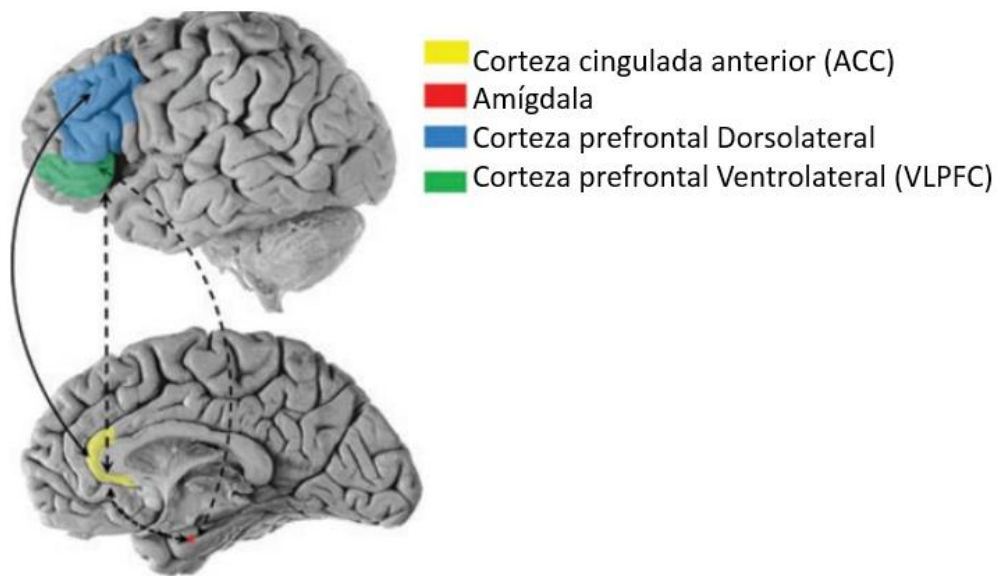 Corteza cingulada anterior (ACC)
Amígdala
Corteza prefrontal Dorsolateral
Corteza prefrontal Ventrolateral (VLPFC)